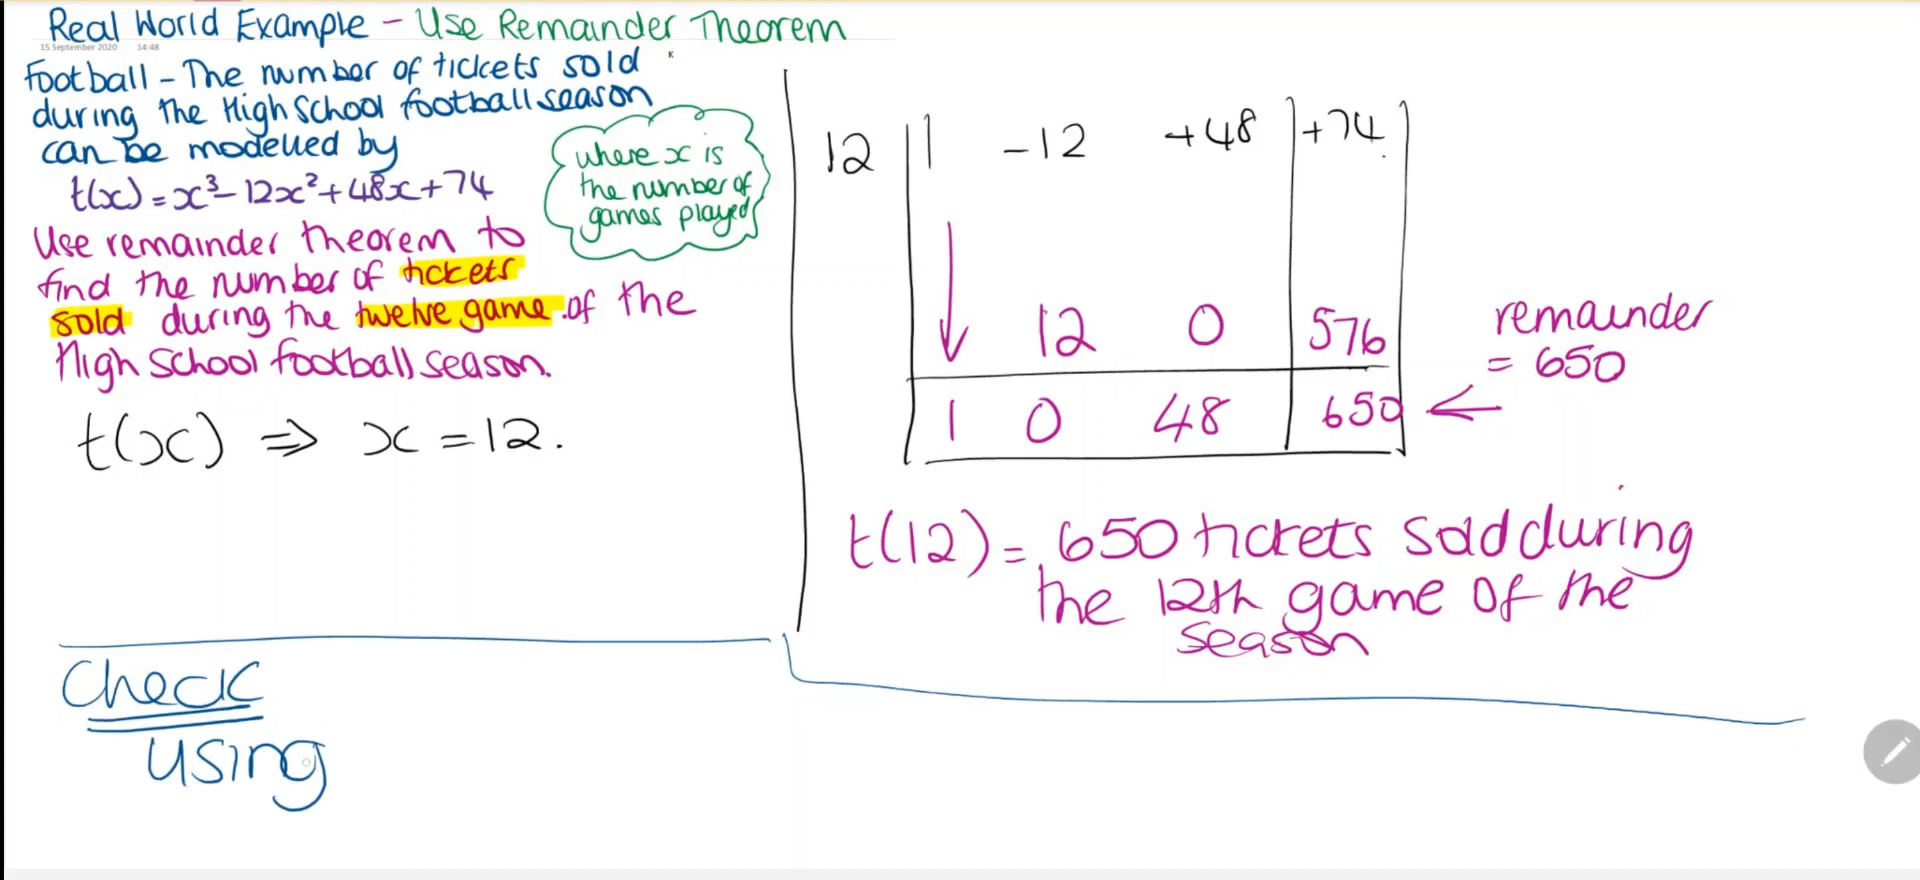 Real World Example - Use Remainder Theorem
15 September 2020 14:48
Football - The number of tickets sold
during the High School football season
can be modelled by
t(x) = x³ - 12x² + 48x + 74
where x is
the number of
games played
Use remainder theorem to
find the number of tickets
sold during the twelve game of the
High School football season.
t(x) ⇒ x = 12.
12 1 -12 +48 +74
12 0 576
1 0 48 650
remainder
= 650
t(12) = 650 tickets sold during
the 12th game of the
season
Check
using